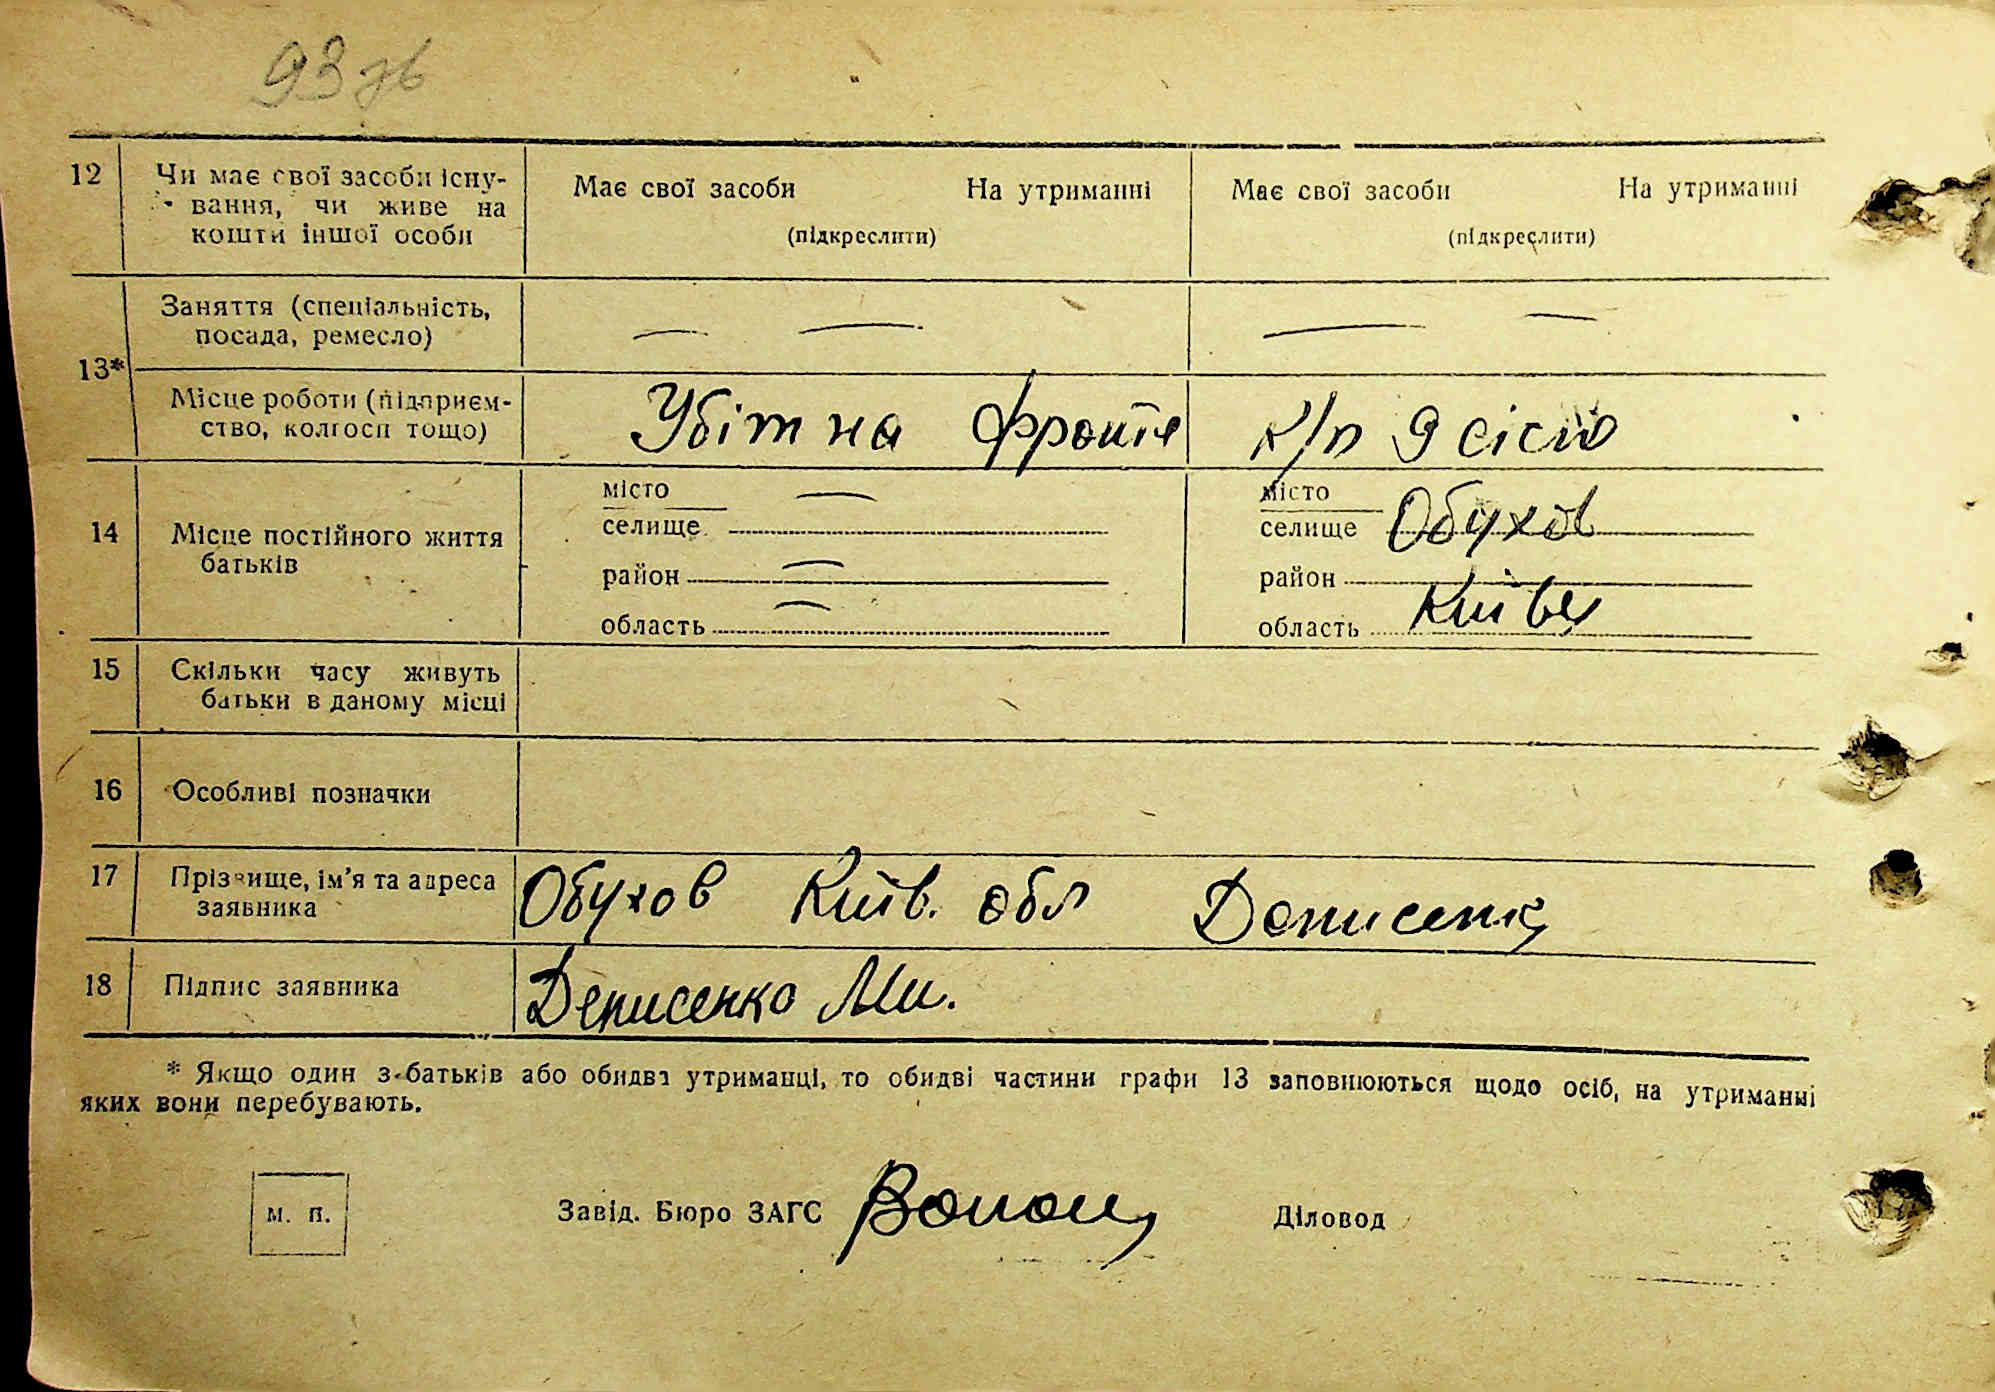 93 зв
12 Чи має свої засоби існування, чи живе на кошти іншої особи
Має свої засоби На утриманні (підкреслити)
Має свої засоби На утриманні (підкреслити)
13* Заняття (спеціальність, посада, ремесло) — — — —
Місце роботи (підприємство, колгосп тощо) Убіт на фронте к/п
14 Місце постійного життя батьків
місто —
селище
район —
область —
місто
селище Обухов
район
область Київс
15 Скільки часу живуть батьки в даному місці
16 Особливі позначки
17 Прізвище, ім'я та адреса заявника Обухов Київ. обл Денисенко
18 Підпис заявника Денисенко Ми.
* Якщо один з батьків або обидва утриманці, то обидві частини графи 13 заповнюються щодо осіб, на утриманні
яких вони перебувають.
м. п. Завід. Бюро ЗАГС Діловод